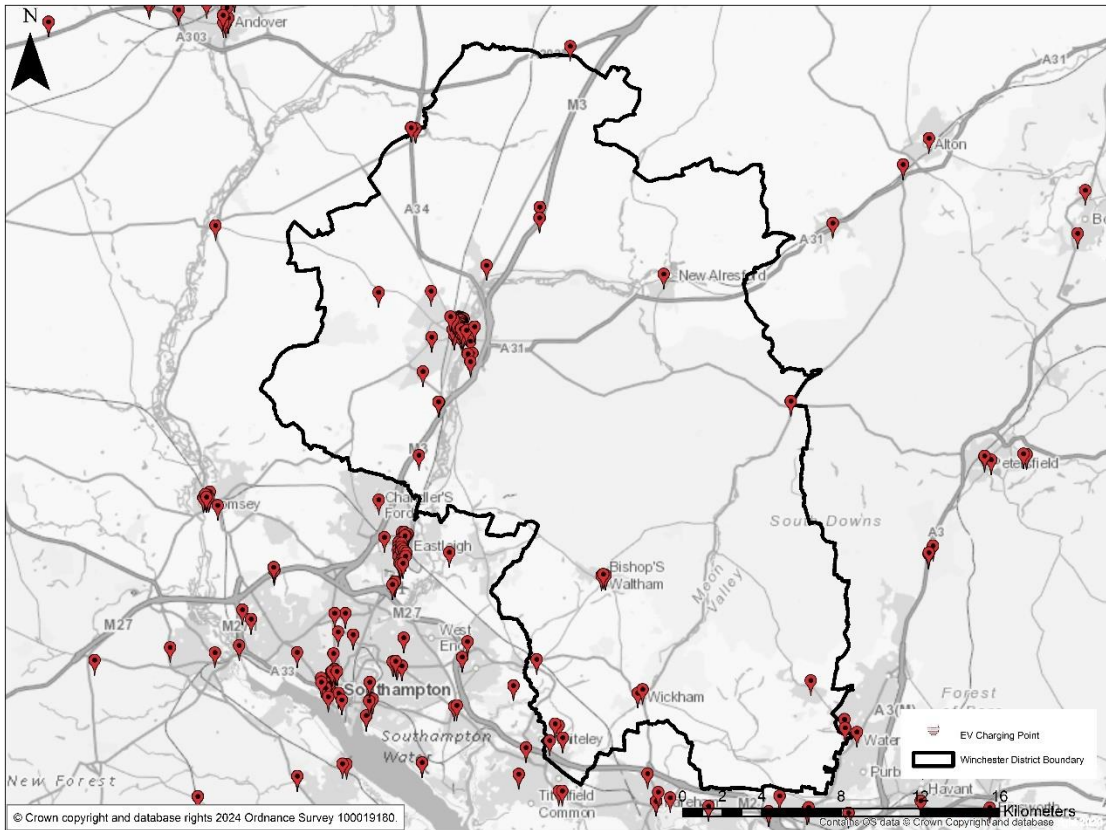 N
Andover
A303
A31
M3
Alton
A34
A31
New Alresford
A31
M3
Petersfield
Romsey
Chandler'S
Ford
South Downs
A3
Eastleigh
Bishop'S
Waltham
Meon
Valley
M27
M27
West
End
A33
Southampton
Wickham
Forest
A3(M)
Southampton
Water
Whiteley
EV Charging Point
Winchester District Boundary
New Forest
Titchfield
Common
Havant
0 2 4 8 12 16
Kilometers
© Crown copyright and database rights 2024 Ordnance Survey 100019180.
Contains OS data © Crown Copyright and database